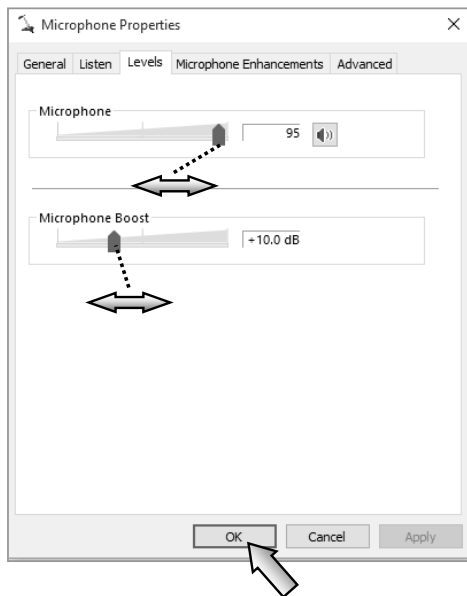 Microphone Properties
General Listen Levels Microphone Enhancements Advanced
Microphone
95
Microphone Boost
+10.0 dB
OK Cancel Apply